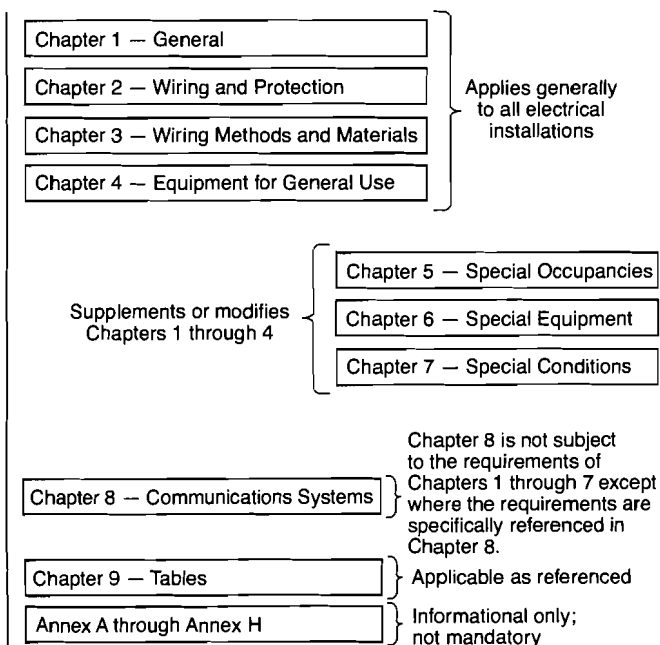 Chapter 1 — General
Chapter 2 — Wiring and Protection
Chapter 3 — Wiring Methods and Materials
Chapter 4 — Equipment for General Use
Applies generally
to all electrical
installations
Supplements or modifies
Chapters 1 through 4
Chapter 5 — Special Occupancies
Chapter 6 — Special Equipment
Chapter 7 — Special Conditions
Chapter 8 — Communications Systems
Chapter 8 is not subject
to the requirements of
Chapters 1 through 7 except
where the requirements are
specifically referenced in
Chapter 8.
Chapter 9 — Tables
Applicable as referenced
Annex A through Annex H
Informational only;
not mandatory